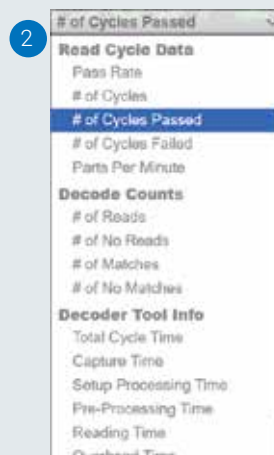 # of Cycles Passed
2
Read Cycle Data
Pass Rate
# of Cycles
# of Cycles Passed
# of Cycles Failed
Parts Per Minute
Decode Counts
# of Reads
# of No Reads
# of Matches
# of No Matches
Decoder Tool Info
Total Cycle Time
Capture Time
Setup Processing Time
Pre-Processing Time
Reading Time
Overhead Time